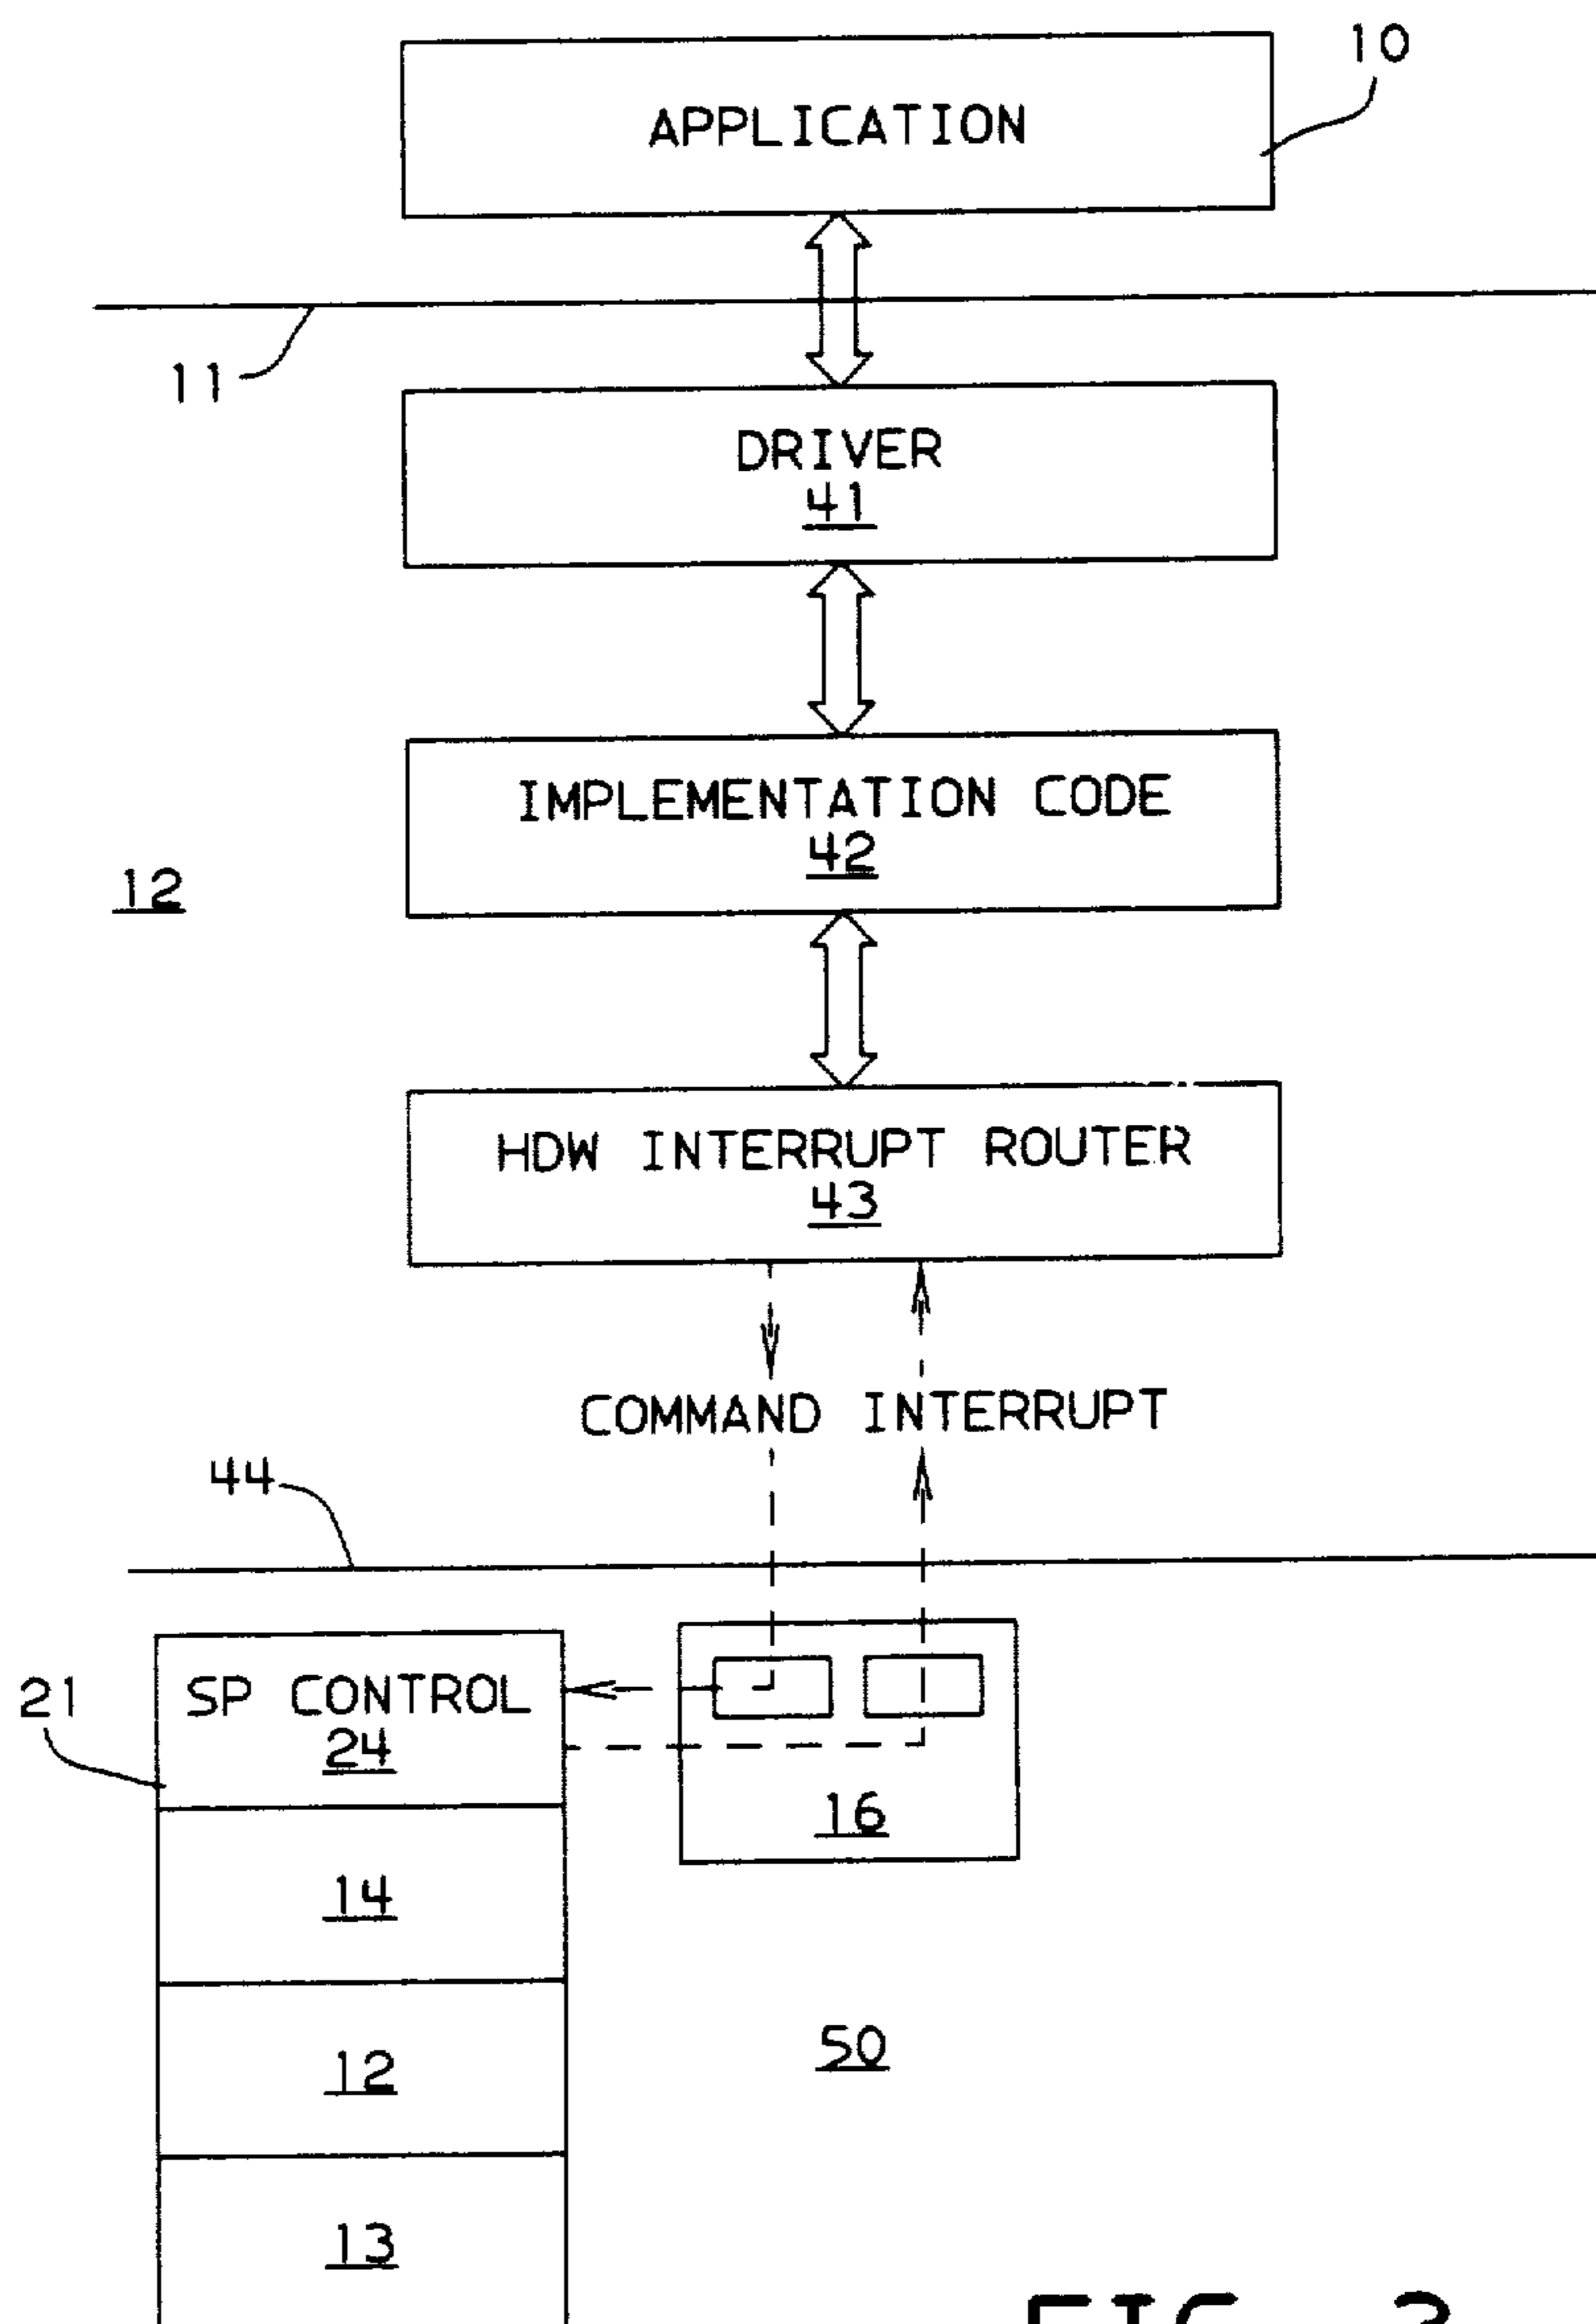 10
APPLICATION
11
DRIVER
41
IMPLEMENTATION CODE
42
12
HDW INTERRUPT ROUTER
43
COMMAND INTERRUPT
44
21
SP CONTROL
24
16
14
50
12
13